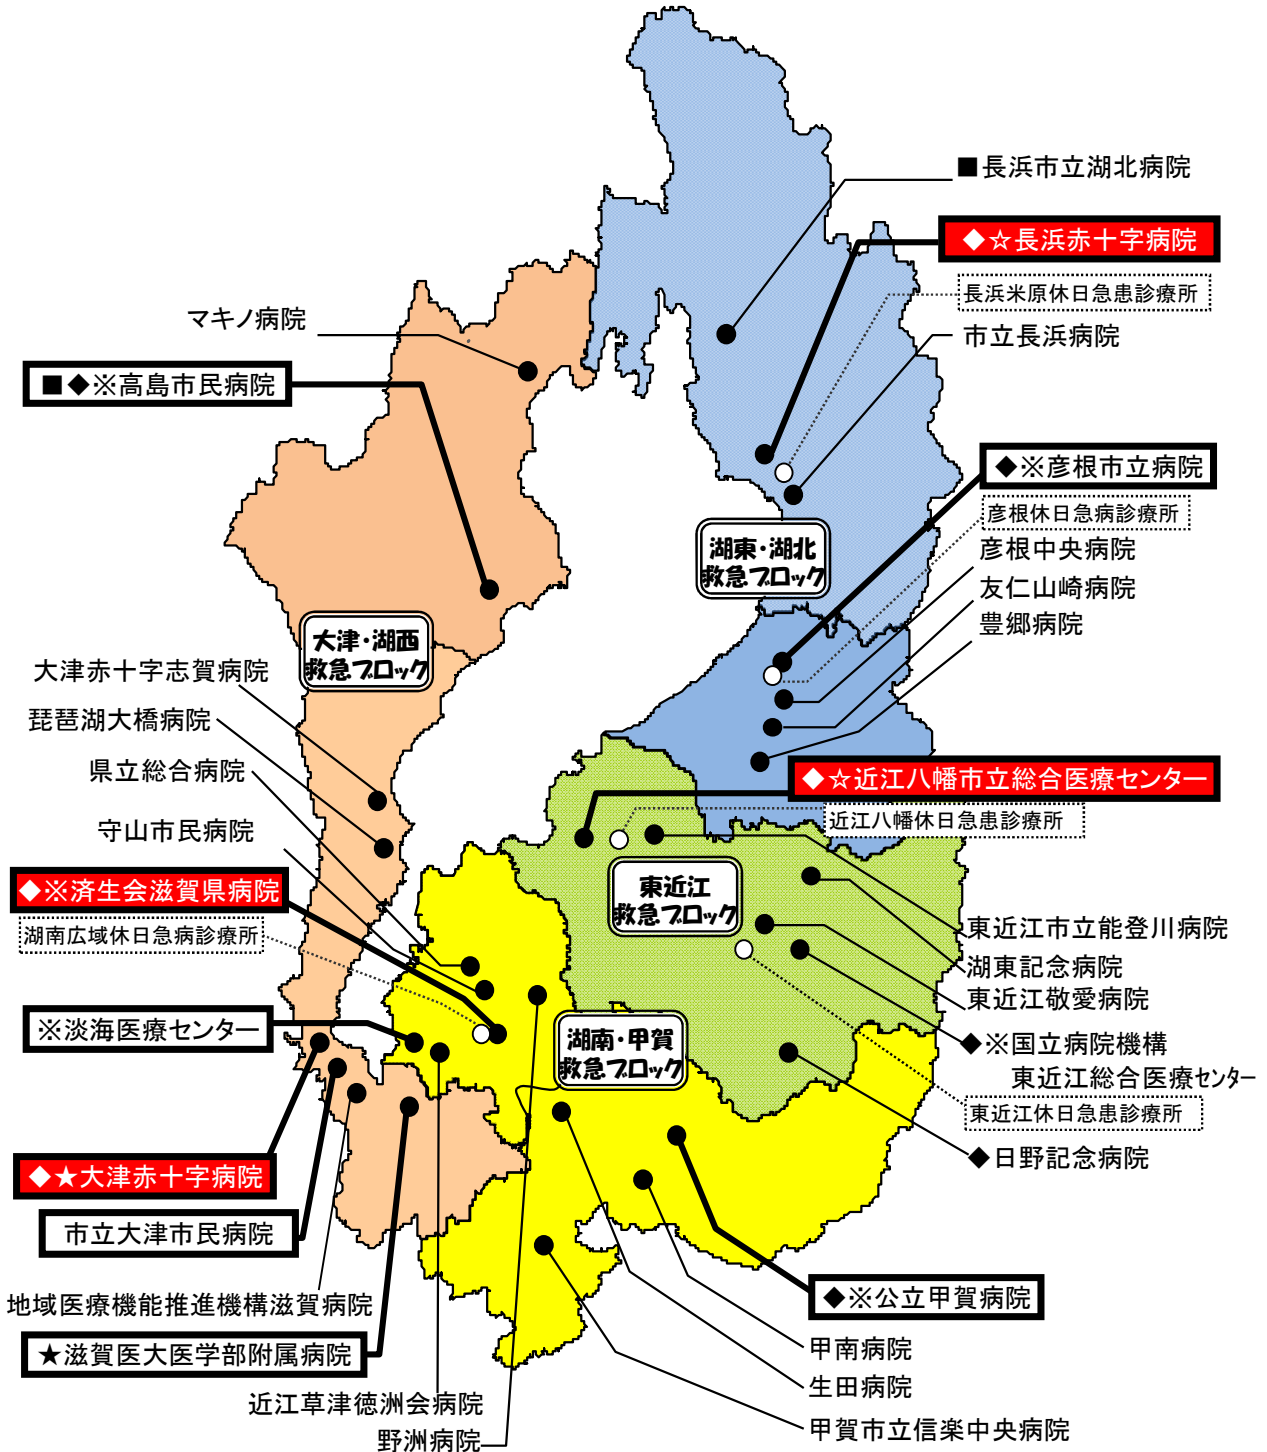 ■長浜市立湖北病院
◆☆長浜赤十字病院
長浜米原休日急患診療所
市立長浜病院
マキノ病院
■◆※高島市民病院
◆※彦根市立病院
彦根休日急病診療所
彦根中央病院
友仁山崎病院
豊郷病院
湖東・湖北
救急ブロック
大津・湖西
救急ブロック
大津赤十字志賀病院
琵琶湖大橋病院
県立総合病院
守山市民病院
◆☆近江八幡市立総合医療センター
近江八幡休日急患診療所
◆※済生会滋賀県病院
湖南広域休日急病診療所
東近江
救急ブロック
東近江市立能登川病院
湖東記念病院
東近江敬愛病院
※淡海医療センター
湖南・甲賀
救急ブロック
◆※国立病院機構
東近江総合医療センター
東近江休日急患診療所
◆日野記念病院
◆★大津赤十字病院
市立大津市民病院
地域医療機能推進機構滋賀病院
★滋賀医大医学部附属病院
◆※公立甲賀病院
甲南病院
生田病院
甲賀市立信楽中央病院
近江草津徳洲会病院
野洲病院